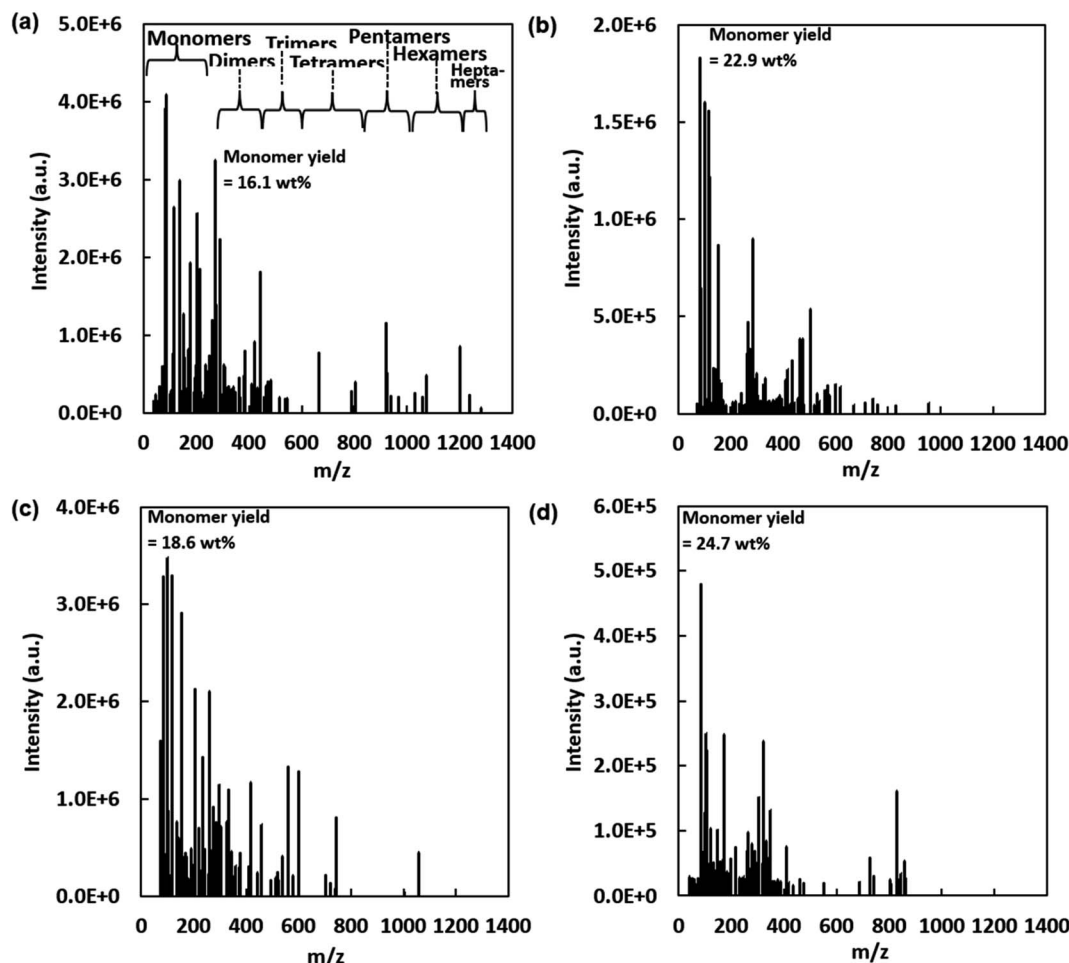 (a)
5.0E+6
4.0E+6
3.0E+6
2.0E+6
1.0E+6
0.0E+0
Intensity (a.u.)
Monomers
Dimers
Trimers
Tetramers
Pentamers
Hexamers
Hepta-
mers
Monomer yield
= 16.1 wt%
0 200 400 600 800 1000 1200 1400
m/z
(b)
2.0E+6
1.5E+6
1.0E+6
5.0E+5
0.0E+0
Intensity (a.u.)
Monomer yield
= 22.9 wt%
0 200 400 600 800 1000 1200 1400
m/z
(c)
4.0E+6
3.0E+6
2.0E+6
1.0E+6
0.0E+0
Intensity (a.u.)
Monomer yield
= 18.6 wt%
0 200 400 600 800 1000 1200 1400
m/z
(d)
6.0E+5
5.0E+5
4.0E+5
3.0E+5
2.0E+5
1.0E+5
0.0E+0
Intensity (a.u.)
Monomer yield
= 24.7 wt%
0 200 400 600 800 1000 1200 1400
m/z